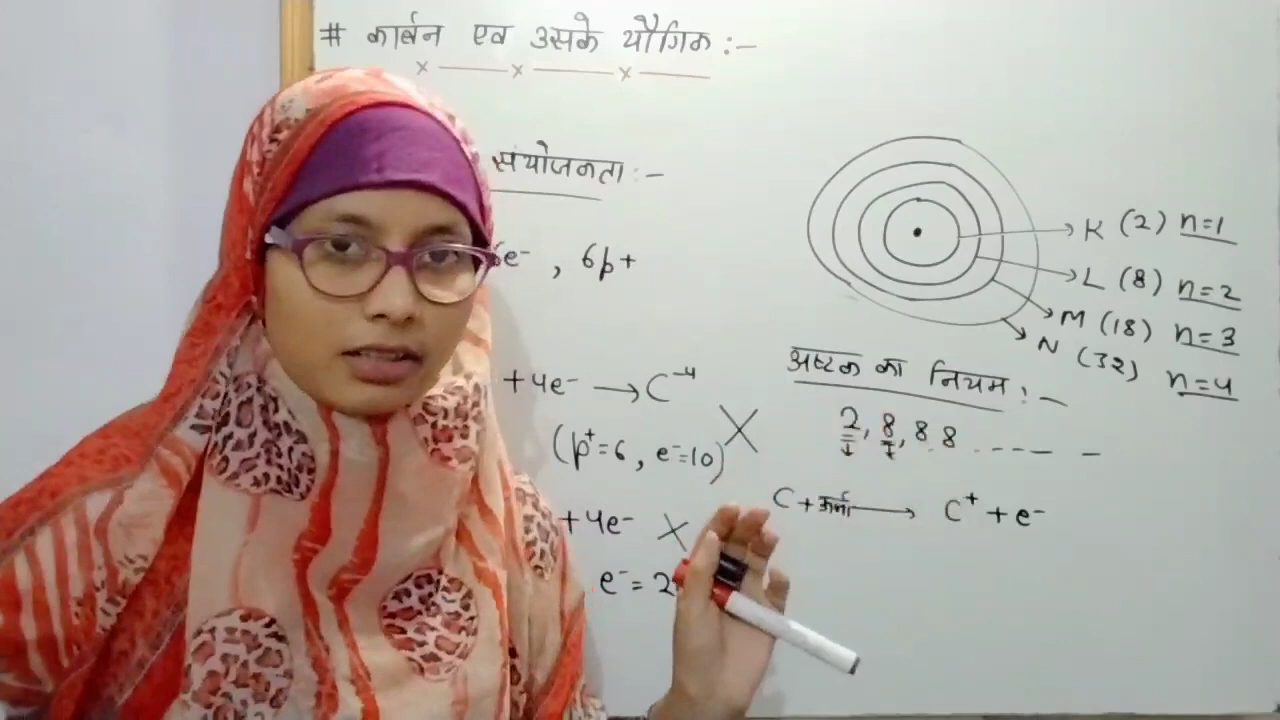 # कार्बन एव उसके यौगिक :-
संयोजकता :-
6e⁻ , 6p+
+4e⁻ → C⁻⁴
(p⁺=6, e⁻=10)
+4e⁻ ×
e⁻ = 2
K (2) n=1
L (8) n=2
M (18) n=3
N (32) n=4
अष्टक का नियम :-
2, 8, 8 8 ------ -
C + ऊर्जा → C⁺ + e⁻